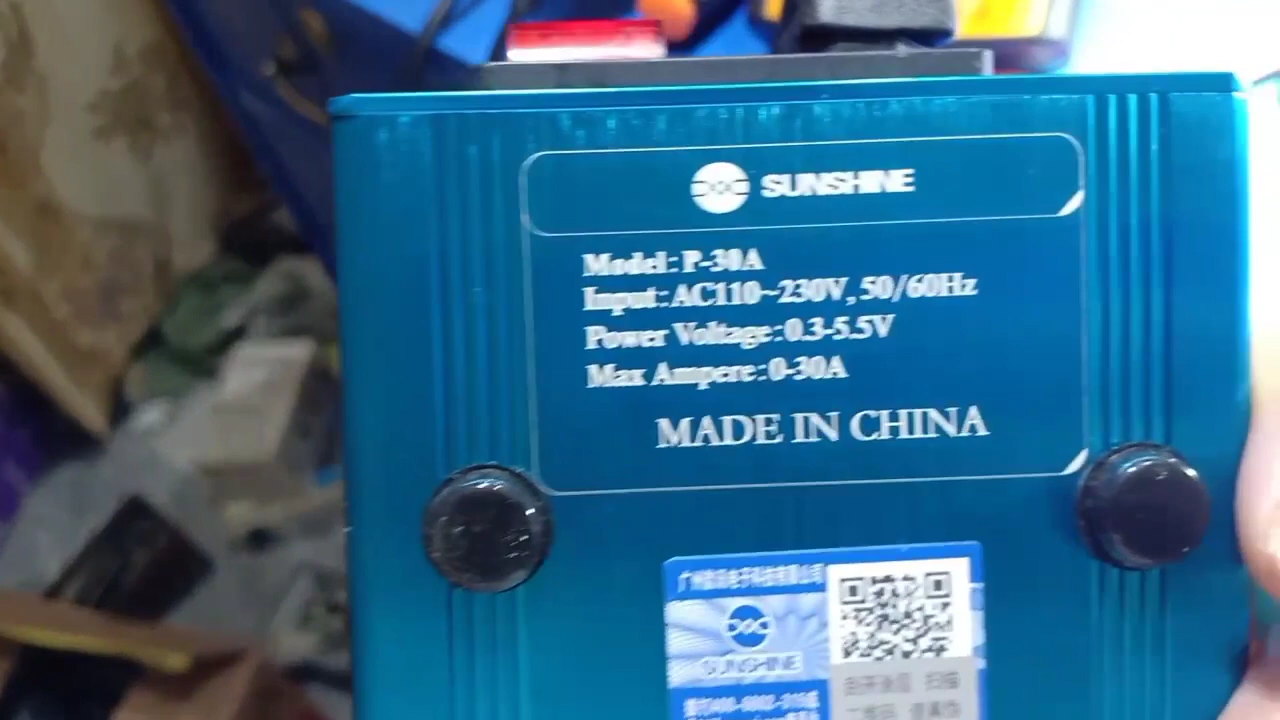 SUNSHINE
Model: P-30A
Input: AC110~230V, 50/60Hz
Power Voltage: 0.3-5.5V
Max Ampere: 0-30A
MADE IN CHINA
SUNSHINE